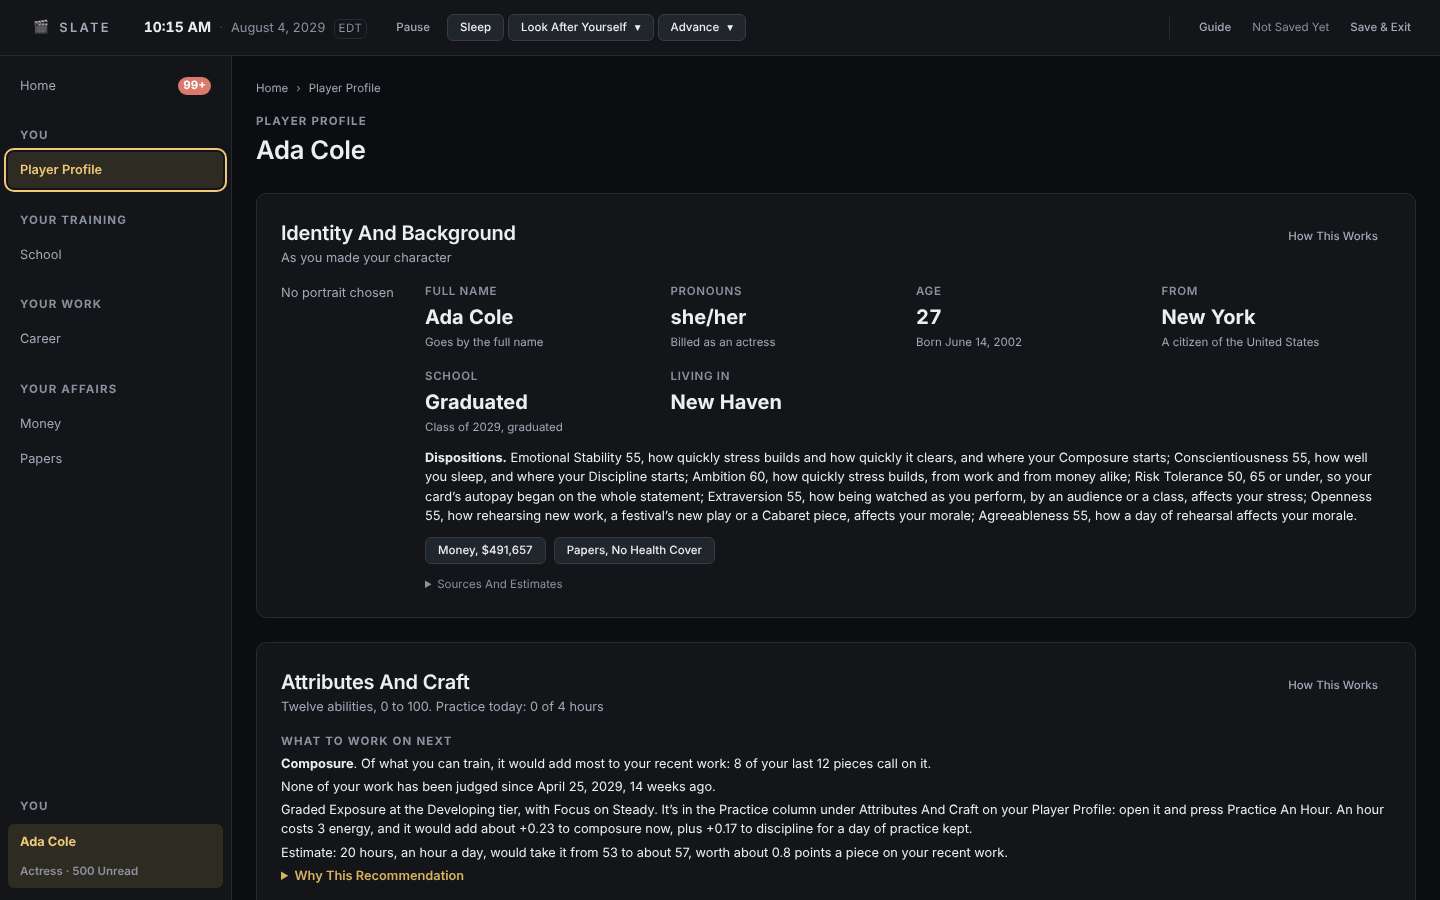 SLATE
10:15 AM · August 4, 2029 EDT
Pause
Sleep
Look After Yourself ▾
Advance ▾
Guide
Not Saved Yet
Save & Exit
Home
99+
YOU
Player Profile
YOUR TRAINING
School
YOUR WORK
Career
YOUR AFFAIRS
Money
Papers
YOU
Ada Cole
Actress · 500 Unread
Home › Player Profile
PLAYER PROFILE
Ada Cole
Identity And Background
How This Works
As you made your character
No portrait chosen
FULL NAME
Ada Cole
Goes by the full name
PRONOUNS
she/her
Billed as an actress
AGE
27
Born June 14, 2002
FROM
New York
A citizen of the United States
SCHOOL
Graduated
Class of 2029, graduated
LIVING IN
New Haven
Dispositions. Emotional Stability 55, how quickly stress builds and how quickly it clears, and where your Composure starts; Conscientiousness 55, how well
you sleep, and where your Discipline starts; Ambition 60, how quickly stress builds, from work and from money alike; Risk Tolerance 50, 65 or under, so your
card’s autopay began on the whole statement; Extraversion 55, how being watched as you perform, by an audience or a class, affects your stress; Openness
55, how rehearsing new work, a festival’s new play or a Cabaret piece, affects your morale; Agreeableness 55, how a day of rehearsal affects your morale.
Money, $491,657
Papers, No Health Cover
▶ Sources And Estimates
Attributes And Craft
How This Works
Twelve abilities, 0 to 100. Practice today: 0 of 4 hours
WHAT TO WORK ON NEXT
Composure. Of what you can train, it would add most to your recent work: 8 of your last 12 pieces call on it.
None of your work has been judged since April 25, 2029, 14 weeks ago.
Graded Exposure at the Developing tier, with Focus on Steady. It’s in the Practice column under Attributes And Craft on your Player Profile: open it and press Practice An Hour. An hour
costs 3 energy, and it would add about +0.23 to composure now, plus +0.17 to discipline for a day of practice kept.
Estimate: 20 hours, an hour a day, would take it from 53 to about 57, worth about 0.8 points a piece on your recent work.
▶ Why This Recommendation